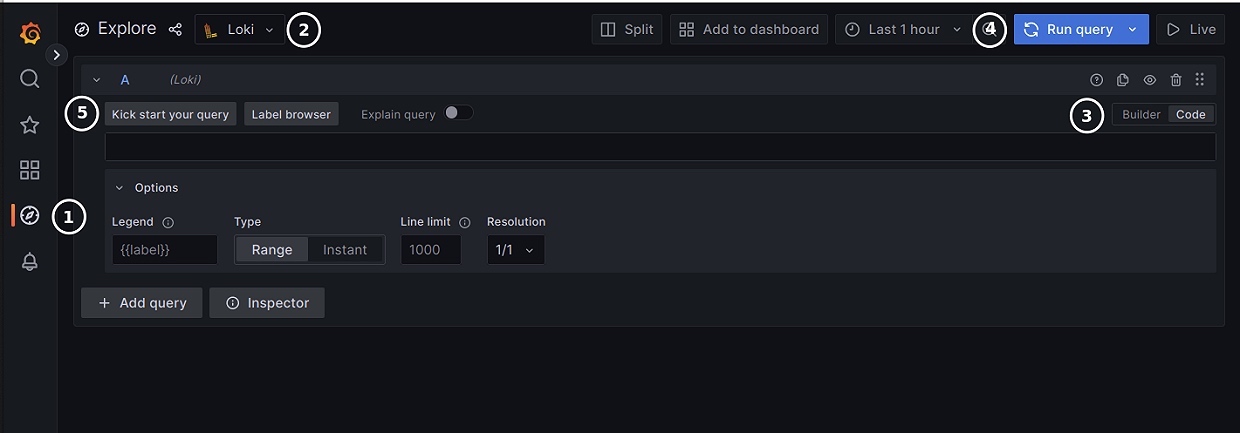 Explore Loki 2 Split Add to dashboard Last 1 hour 4 Run query Live
A (Loki)
5 Kick start your query Label browser Explain query 3 Builder Code
Options
1 Legend Type Line limit Resolution
{{label}} Range Instant 1000 1/1
+ Add query Inspector